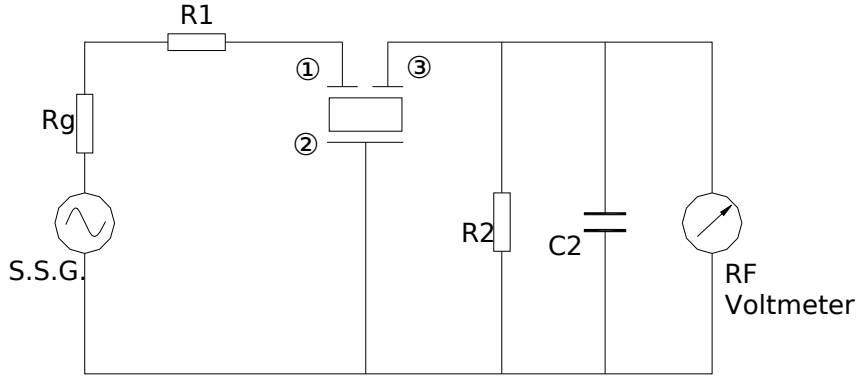 R1
①
③
Rg
②
R2
C2
S.S.G.
RF
Voltmeter